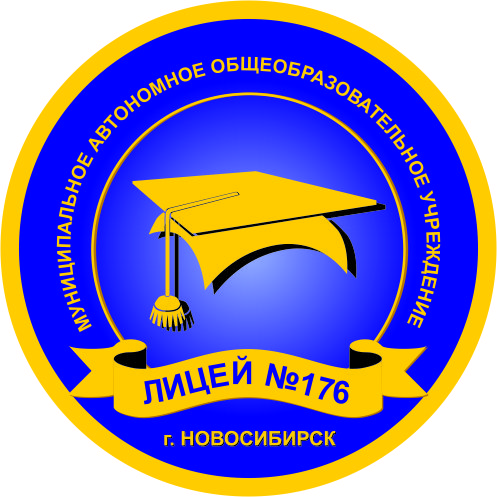 МУНИЦИПАЛЬНОЕ АВТОНОМНОЕ ОБЩЕОБРАЗОВАТЕЛЬНОЕ УЧРЕЖДЕНИЕ
ЛИЦЕЙ №176
г. НОВОСИБИРСК